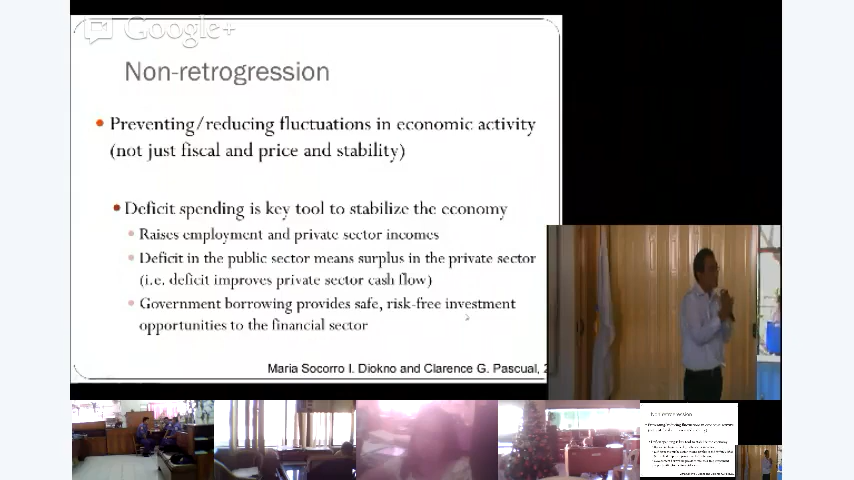 Google+
Non-retrogression
Preventing/reducing fluctuations in economic activity
(not just fiscal and price and stability)
Deficit spending is key tool to stabilize the economy
Raises employment and private sector incomes
Deficit in the public sector means surplus in the private sector
(i.e. deficit improves private sector cash flow)
Government borrowing provides safe, risk-free investment
opportunities to the financial sector
Maria Socorro I. Diokno and Clarence G. Pascual, 2
Non-retrogression